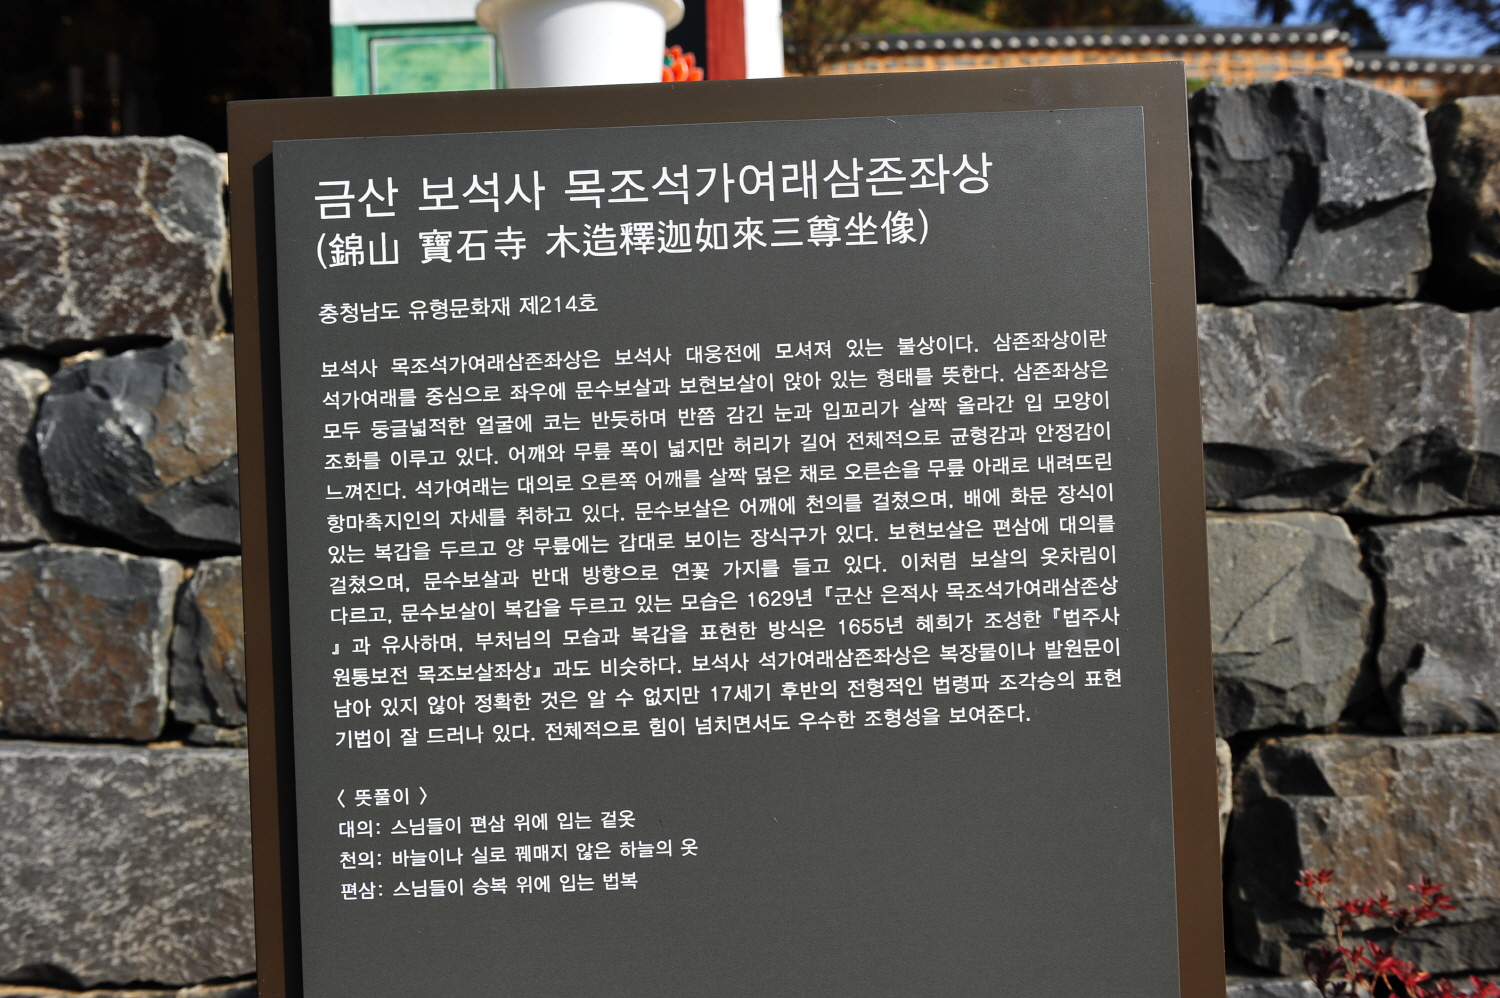 금산 보석사 목조석가여래삼존좌상
(錦山 寶石寺 木造釋迦如來三尊坐像)
충청남도 유형문화재 제214호
보석사 목조석가여래삼존좌상은 보석사 대웅전에 모셔져 있는 불상이다. 삼존좌상이란
석가여래를 중심으로 좌우에 문수보살과 보현보살이 앉아 있는 형태를 뜻한다. 삼존좌상은
모두 둥글넓적한 얼굴에 코는 반듯하며 반쯤 감긴 눈과 입꼬리가 살짝 올라간 입 모양이
조화를 이루고 있다. 어깨와 무릎 폭이 넓지만 허리가 길어 전체적으로 균형감과 안정감이
느껴진다. 석가여래는 대의로 오른쪽 어깨를 살짝 덮은 채로 오른손을 무릎 아래로 내려뜨린
항마촉지인의 자세를 취하고 있다. 문수보살은 어깨에 천의를 걸쳤으며, 배에 화문 장식이
있는 복갑을 두르고 양 무릎에는 갑대로 보이는 장식구가 있다. 보현보살은 편삼에 대의를
걸쳤으며, 문수보살과 반대 방향으로 연꽃 가지를 들고 있다. 이처럼 보살의 옷차림이
다르고, 문수보살이 복갑을 두르고 있는 모습은 1629년『군산 은적사 목조석가여래삼존상
』과 유사하며, 부처님의 모습과 복갑을 표현한 방식은 1655년 혜희가 조성한『법주사
원통보전 목조보살좌상』과도 비슷하다. 보석사 석가여래삼존좌상은 복장물이나 발원문이
남아 있지 않아 정확한 것은 알 수 없지만 17세기 후반의 전형적인 법령파 조각승의 표현
기법이 잘 드러나 있다. 전체적으로 힘이 넘치면서도 우수한 조형성을 보여준다.
< 뜻풀이 >
대의: 스님들이 편삼 위에 입는 겉옷
천의: 바늘이나 실로 꿰매지 않은 하늘의 옷
편삼: 스님들이 승복 위에 입는 법복